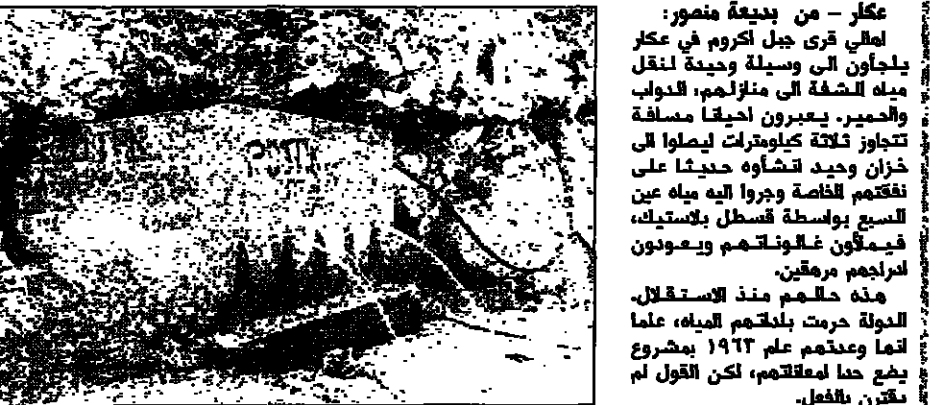 عكار – من بديعة منصور:
اهالي قرى جبل اكروم في عكار
يلجأون الى وسيلة وحيدة لنقل
مياه الشفة الى منازلهم: الدواب
والحمير. يعبرون احيانا مسافة
تتجاوز ثلاثة كيلومترات ليصلوا الى
خزان وحيد انشأوه حديثا على
نفقتهم الخاصة وجروا اليه مياه عين
السبع بواسطة قسطل بلاستيك،
فيملأون غالوناتهم ويعودون
ادراجهم مرهقين.
هذه حالهم منذ الاستقلال.
الدولة حرمت بلداتهم المياه، علما
انها وعدتهم عام ١٩٦٣ بمشروع
يضع حدا لمعاناتهم، لكن القول لم
يقترن بالفعل.